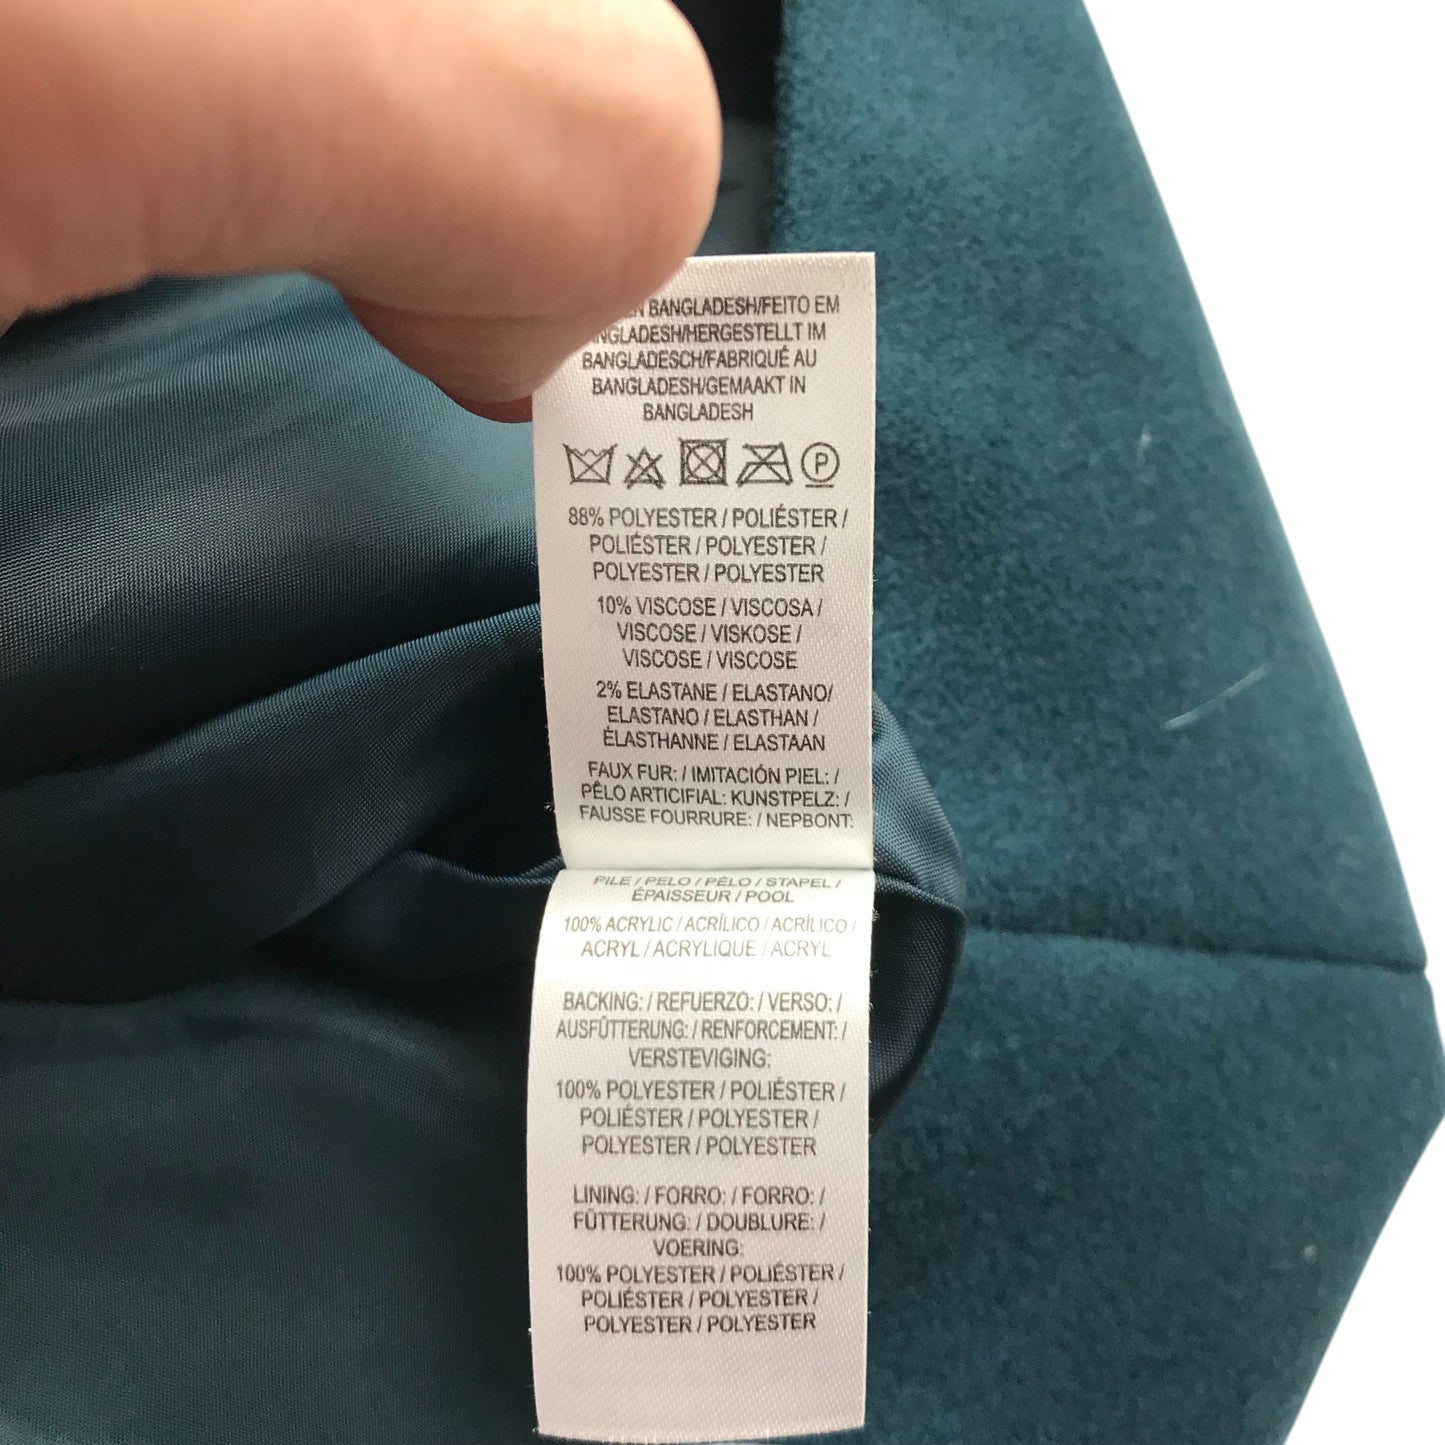 BANGLADESH/FEITO EM
BANGLADESH/HERGESTELLT IM
BANGLADESCH/FABRIQUÉ AU
BANGLADESH/GEMAAKT IN
BANGLADESH
P
88% POLYESTER / POLIÉSTER /
POLIÉSTER / POLYESTER /
POLYESTER / POLYESTER
10% VISCOSE / VISCOSA /
VISCOSE / VISKOSE /
VISCOSE / VISCOSE
2% ELASTANE / ELASTANO/
ELASTANO / ELASTHAN /
ÉLASTHANNE / ELASTAAN
FAUX FUR: / IMITACIÓN PIEL: /
PÊLO ARTICIFIAL: KUNSTPELZ: /
FAUSSE FOURRURE: / NEPBONT:
PILE / PELO / PÊLO / STAPEL /
ÉPAISSEUR / POOL
100% ACRYLIC / ACRÍLICO / ACRÍLICO /
ACRYL / ACRYLIQUE / ACRYL
BACKING: / REFUERZO: / VERSO: /
AUSFÜTTERUNG: / RENFORCEMENT: /
VERSTEVIGING:
100% POLYESTER / POLIÉSTER /
POLIÉSTER / POLYESTER /
POLYESTER / POLYESTER
LINING: / FORRO: / FORRO: /
FÜTTERUNG: / DOUBLURE: /
VOERING:
100% POLYESTER / POLIÉSTER /
POLIÉSTER / POLYESTER /
POLYESTER / POLYESTER